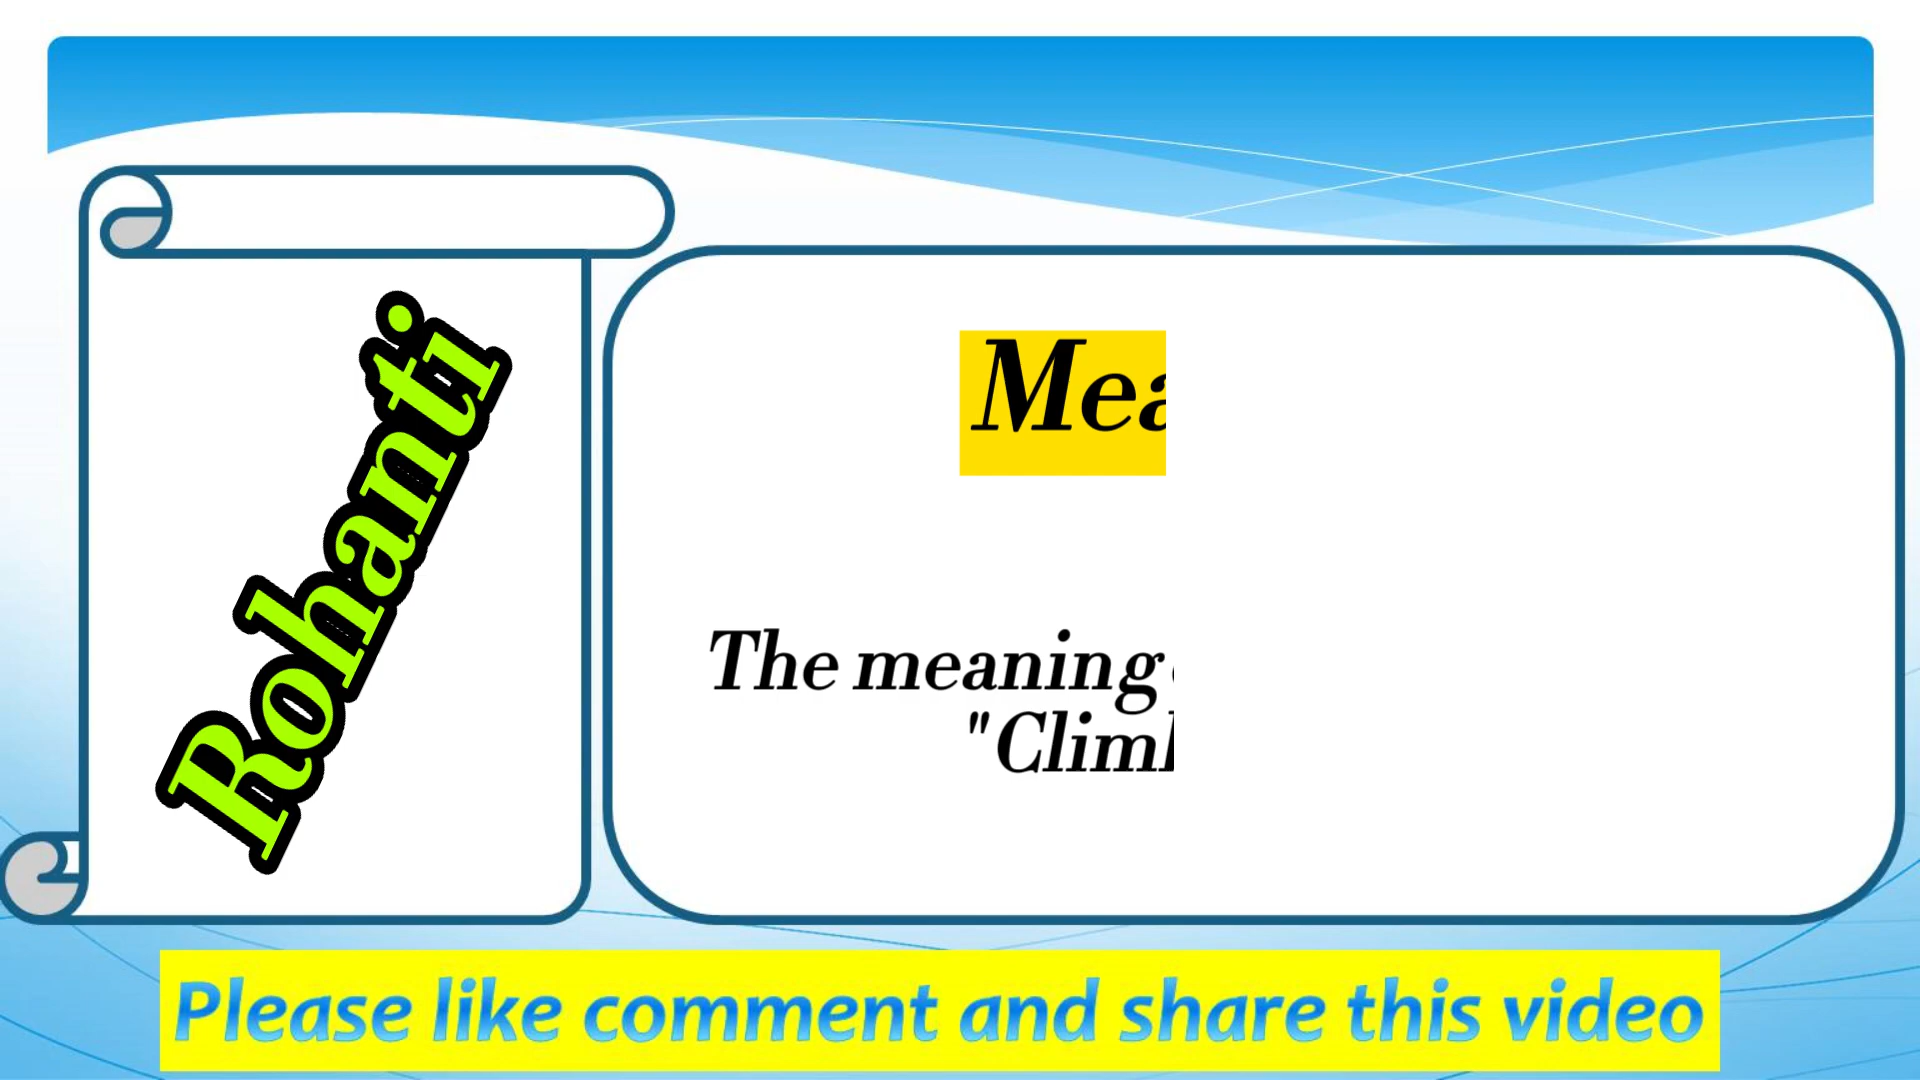 Rohanti
Mea
The meaning
"Clim
Please like comment and share this video